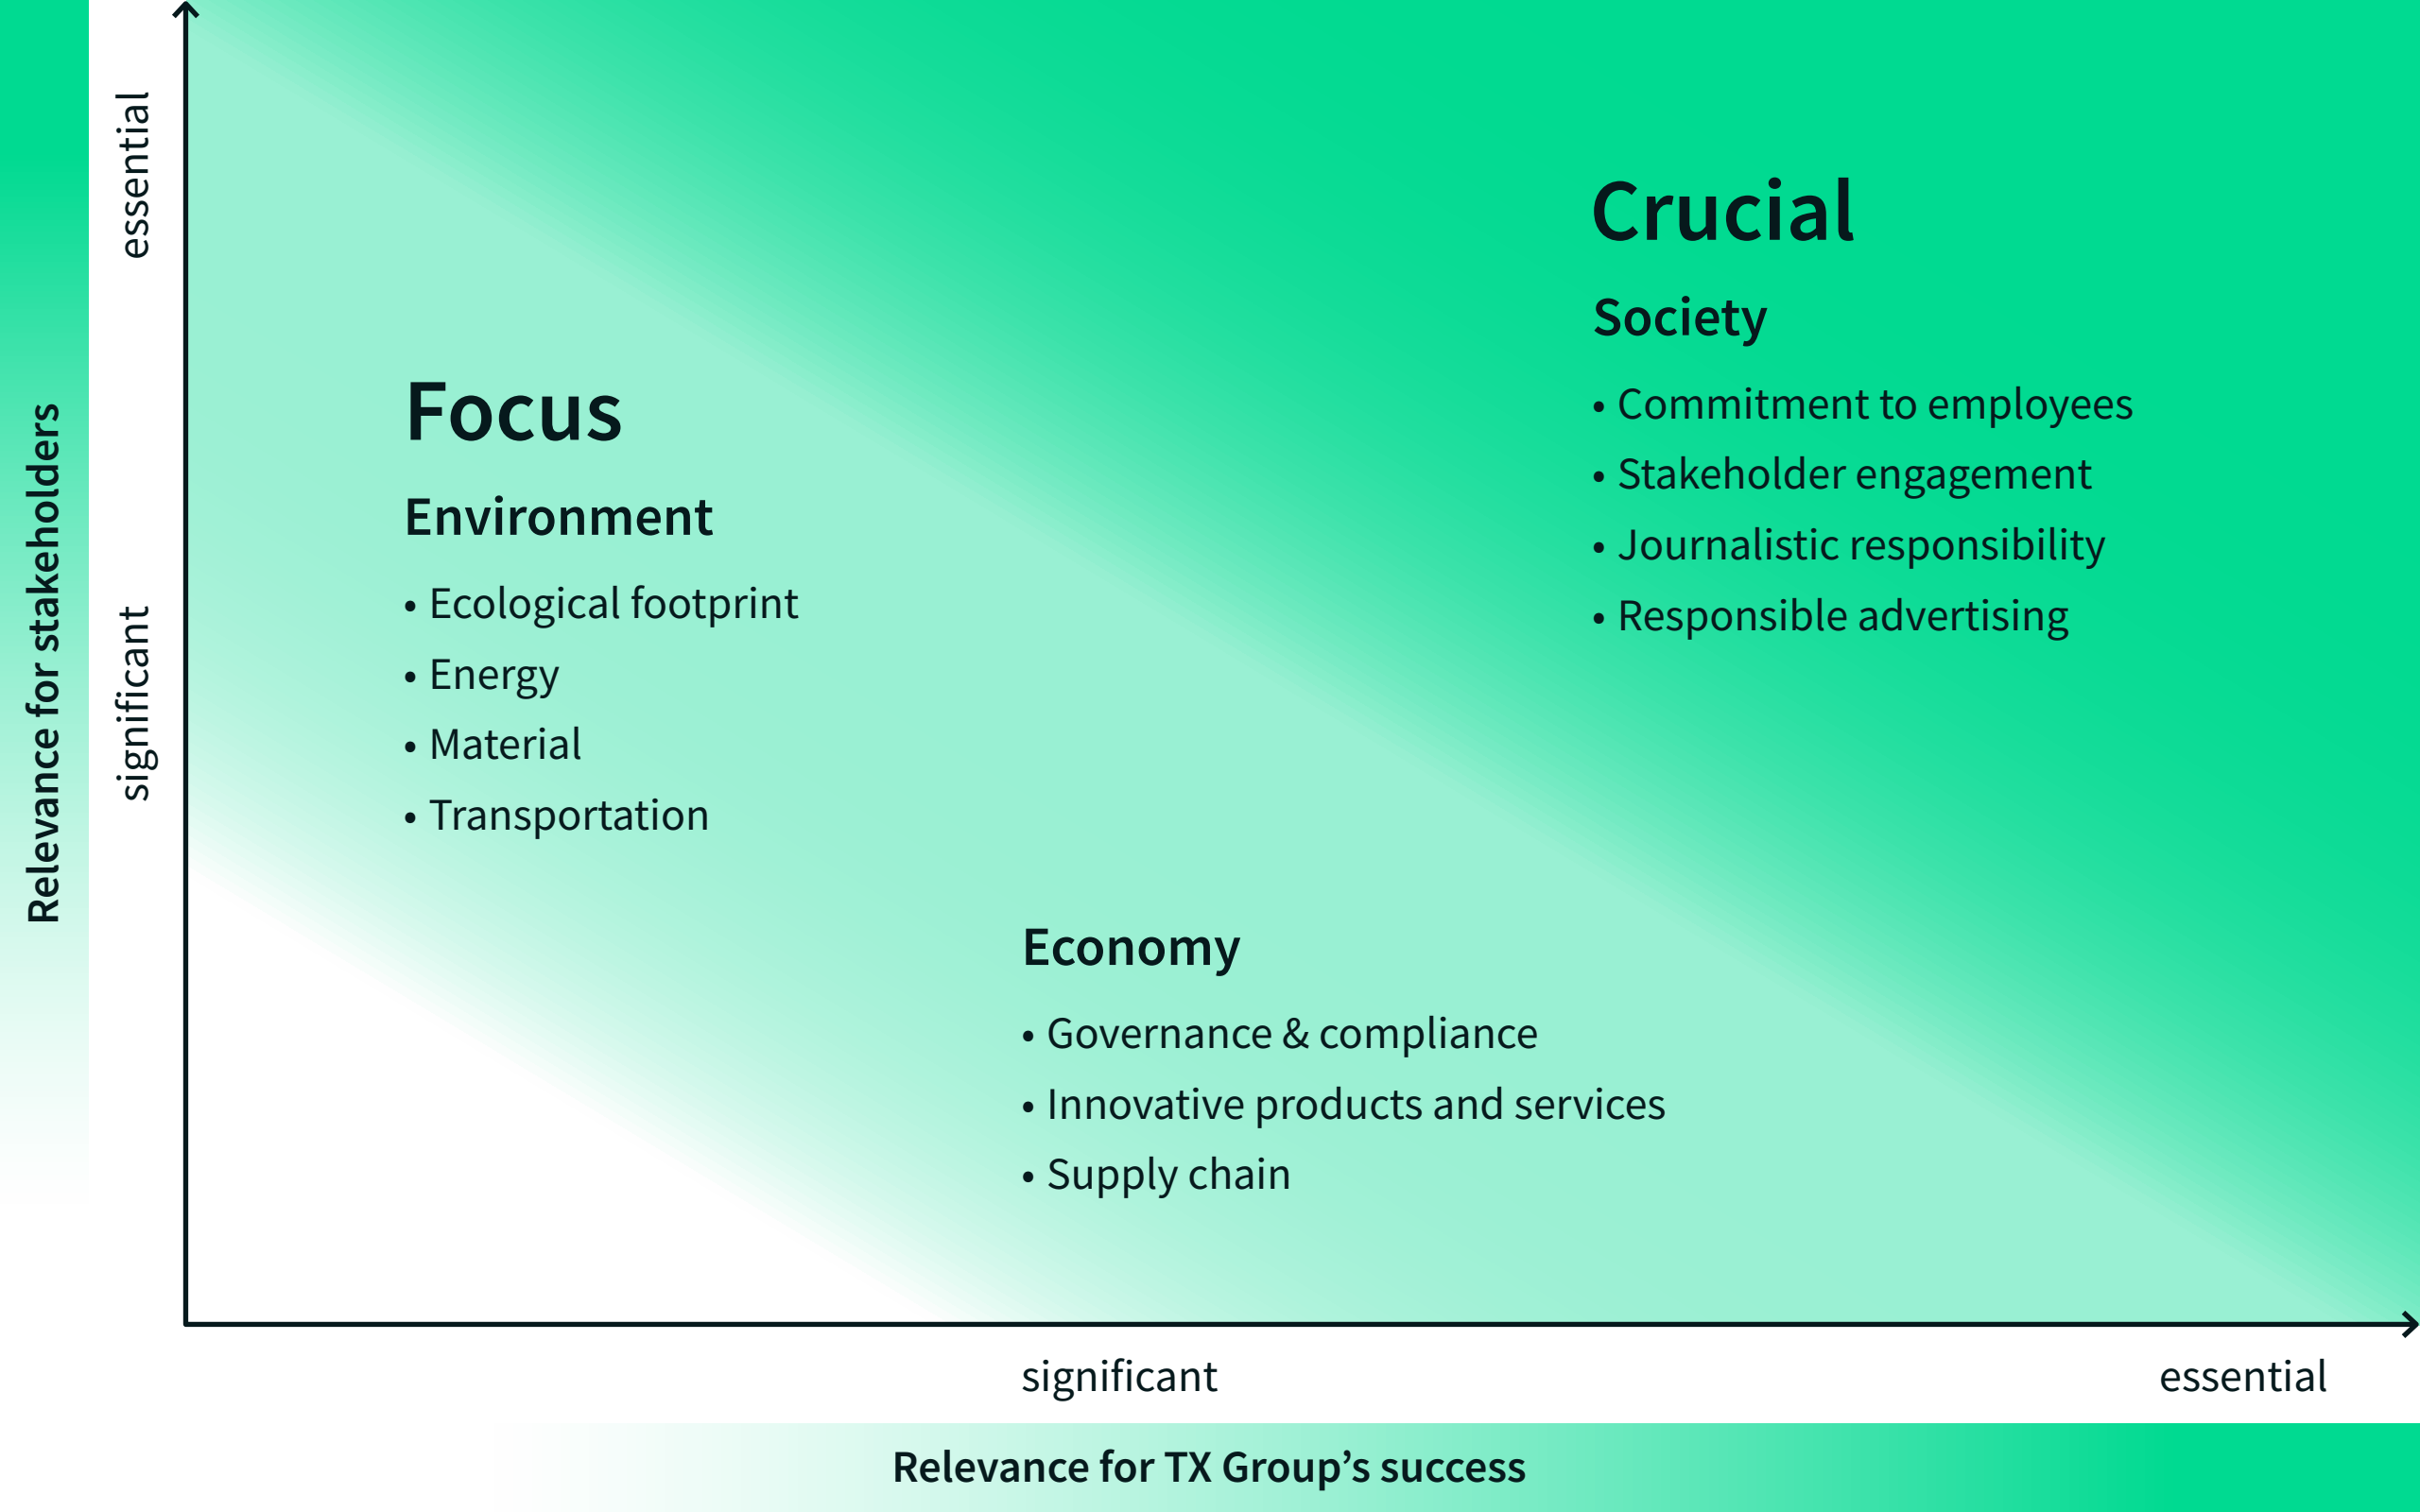 Relevance for stakeholders
essential
significant
Focus
Environment
• Ecological footprint
• Energy
• Material
• Transportation
Crucial
Society
• Commitment to employees
• Stakeholder engagement
• Journalistic responsibility
• Responsible advertising
Economy
• Governance & compliance
• Innovative products and services
• Supply chain
significant
essential
Relevance for TX Group’s success